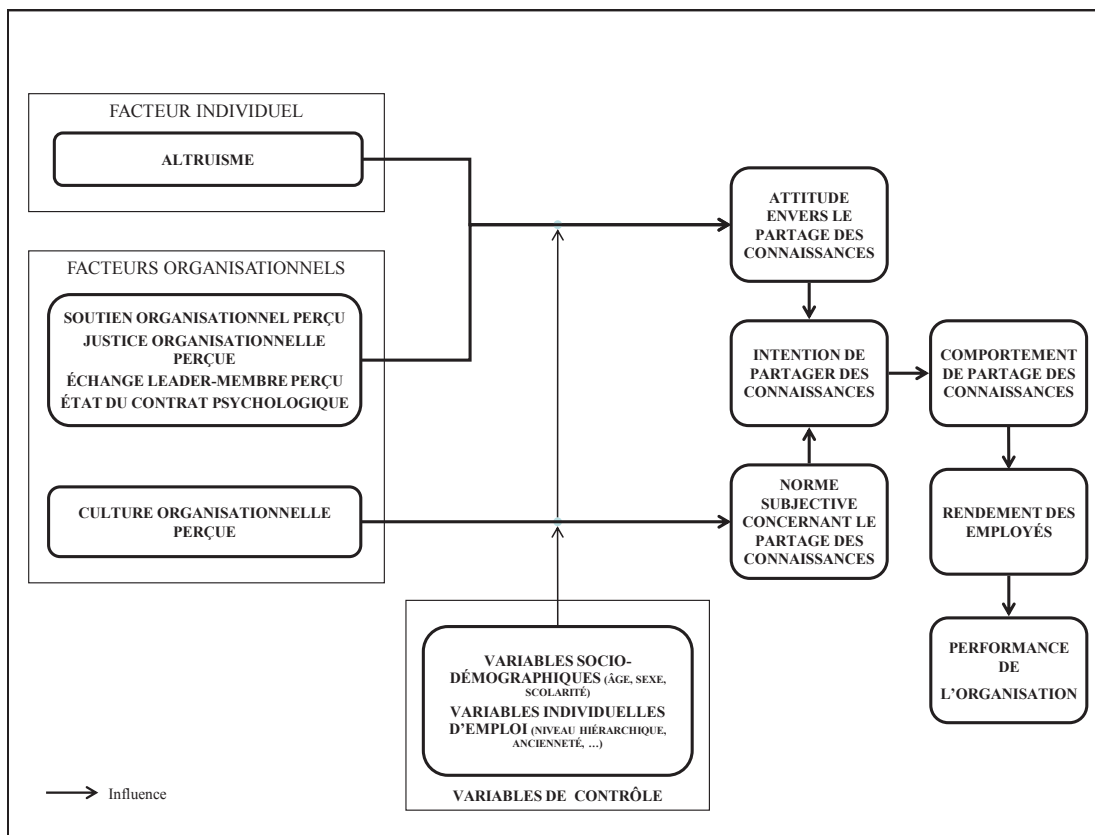 FACTEUR INDIVIDUEL
ALTRUISME
FACTEURS ORGANISATIONNELS
SOUTIEN ORGANISATIONNEL PERÇU
JUSTICE ORGANISATIONNELLE
PERÇUE
ÉCHANGE LEADER-MEMBRE PERÇU
ÉTAT DU CONTRAT PSYCHOLOGIQUE
CULTURE ORGANISATIONNELLE
PERÇUE
VARIABLES SOCIO-
DÉMOGRAPHIQUES (ÂGE, SEXE,
SCOLARITÉ)
VARIABLES INDIVIDUELLES
D’EMPLOI (NIVEAU HIÉRARCHIQUE,
ANCIENNETÉ, …)
VARIABLES DE CONTRÔLE
ATTITUDE
ENVERS LE
PARTAGE DES
CONNAISSANCES
INTENTION DE
PARTAGER DES
CONNAISSANCES
NORME
SUBJECTIVE
CONCERNANT LE
PARTAGE DES
CONNAISSANCES
COMPORTEMENT
DE PARTAGE DES
CONNAISSANCES
RENDEMENT DES
EMPLOYÉS
PERFORMANCE
DE
L’ORGANISATION
Influence